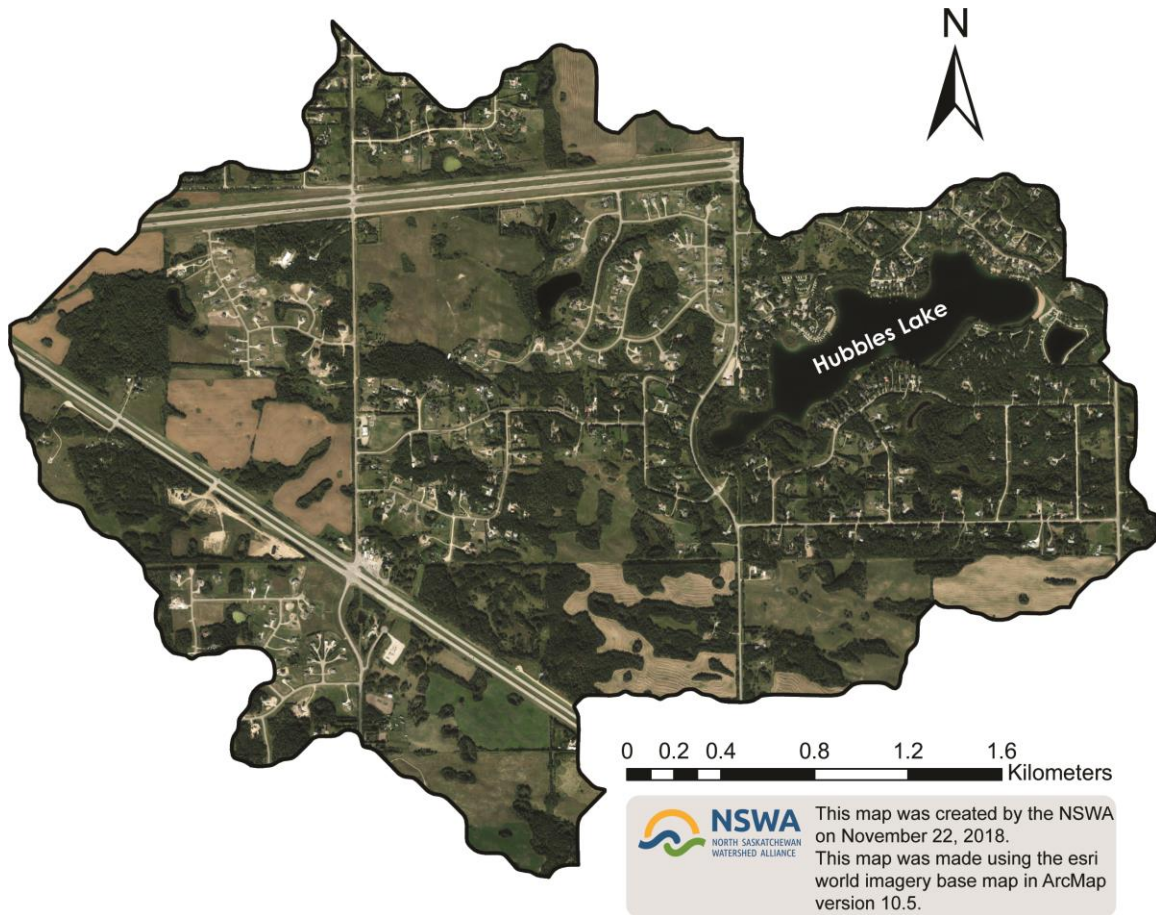 N
Hubbles Lake
0 0.2 0.4 0.8 1.2 1.6
Kilometers
NSWA
NORTH SASKATCHEWAN
WATERSHED ALLIANCE
This map was created by the NSWA
on November 22, 2018.
This map was made using the esri
world imagery base map in ArcMap
version 10.5.